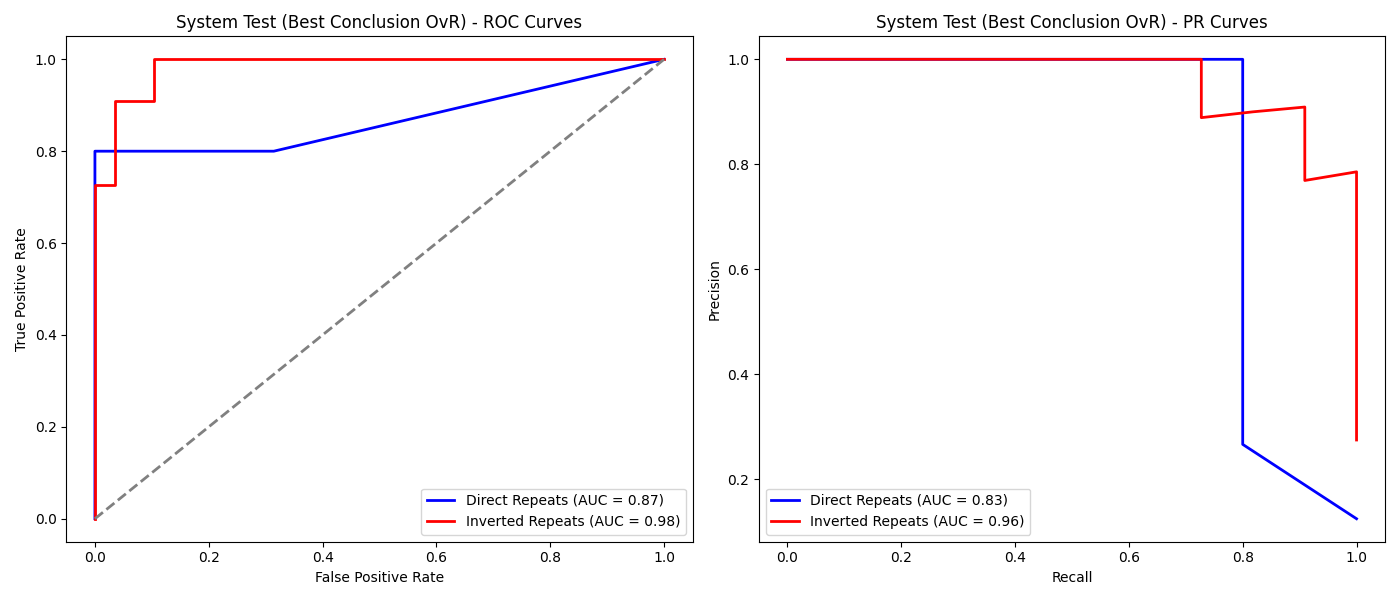 System Test (Best Conclusion OvR) - ROC Curves
True Positive Rate
1.0
0.8
0.6
0.4
0.2
0.0
0.0 0.2 0.4 0.6 0.8 1.0
False Positive Rate
Direct Repeats (AUC = 0.87)
Inverted Repeats (AUC = 0.98)
System Test (Best Conclusion OvR) - PR Curves
Precision
1.0
0.8
0.6
0.4
0.2
0.0 0.2 0.4 0.6 0.8 1.0
Recall
Direct Repeats (AUC = 0.83)
Inverted Repeats (AUC = 0.96)